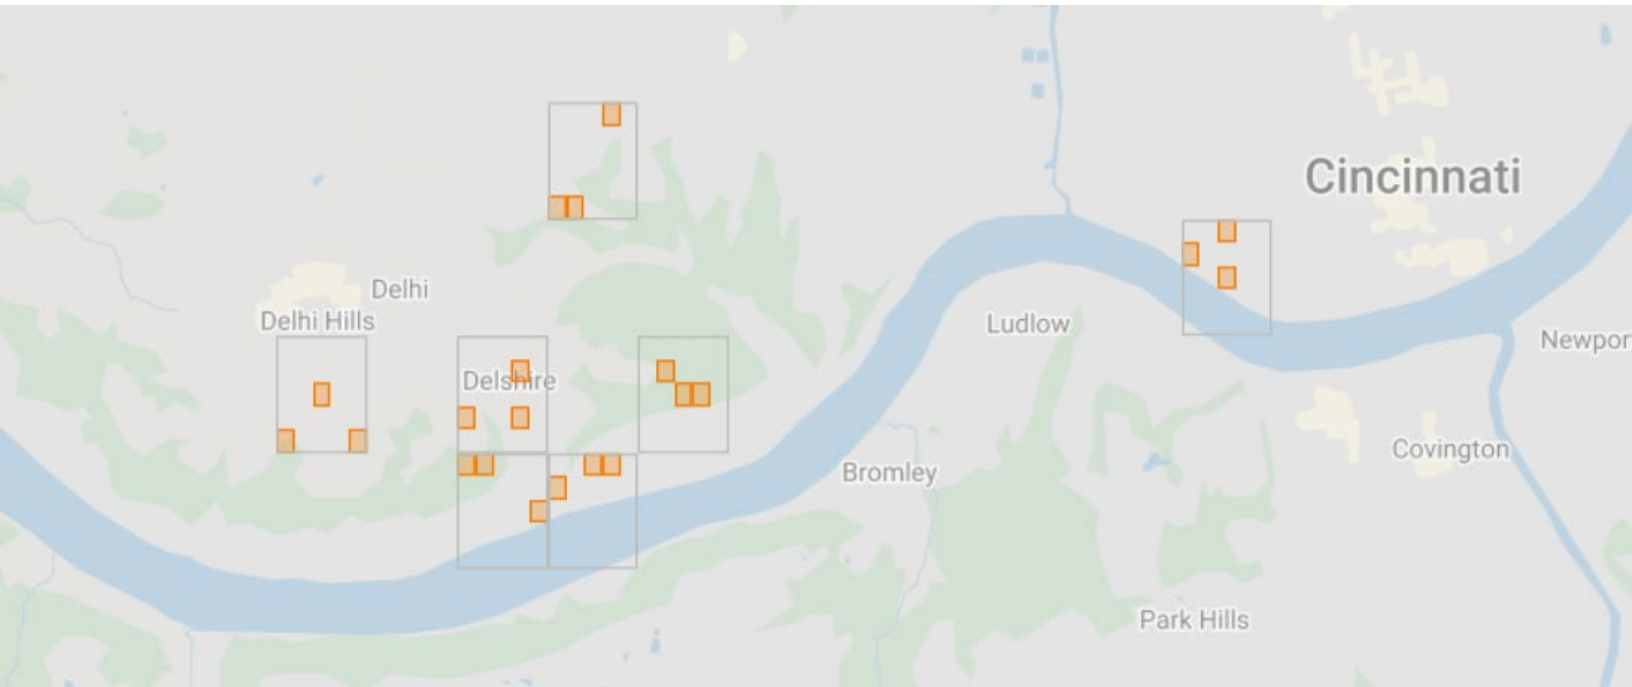 Cincinnati
Delhi
Delhi Hills
Ludlow
Newpor
Delshire
Covington
Bromley
Park Hills